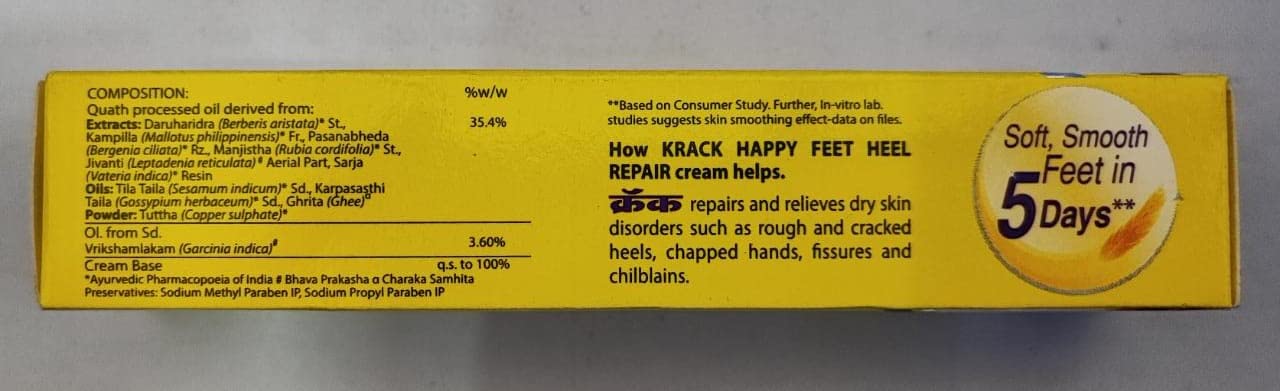 COMPOSITION: %w/w
Quath processed oil derived from:
Extracts: Daruharidra (Berberis aristata)* St., 35.4%
Kampilla (Mallotus philippinensis)* Fr., Pasanabheda
(Bergenia ciliata)* Rz., Manjistha (Rubia cordifolia)* St.,
Jivanti (Leptadenia reticulata)# Aerial Part, Sarja
(Vateria indica)* Resin
Oils: Tila Taila (Sesamum indicum)* Sd., Karpasasthi
Taila (Gossypium herbaceum)* Sd., Ghrita (Ghee)α
Powder: Tuttha (Copper sulphate)*
Ol. from Sd.
Vrikshamlakam (Garcinia indica)# 3.60%
Cream Base q.s. to 100%
*Ayurvedic Pharmacopoeia of India # Bhava Prakasha α Charaka Samhita
Preservatives: Sodium Methyl Paraben IP, Sodium Propyl Paraben IP
**Based on Consumer Study. Further, In-vitro lab.
studies suggests skin smoothing effect-data on files.
How KRACK HAPPY FEET HEEL
REPAIR cream helps.
क्रॅक repairs and relieves dry skin
disorders such as rough and cracked
heels, chapped hands, fissures and
chilblains.
Soft, Smooth
Feet in
5 Days**